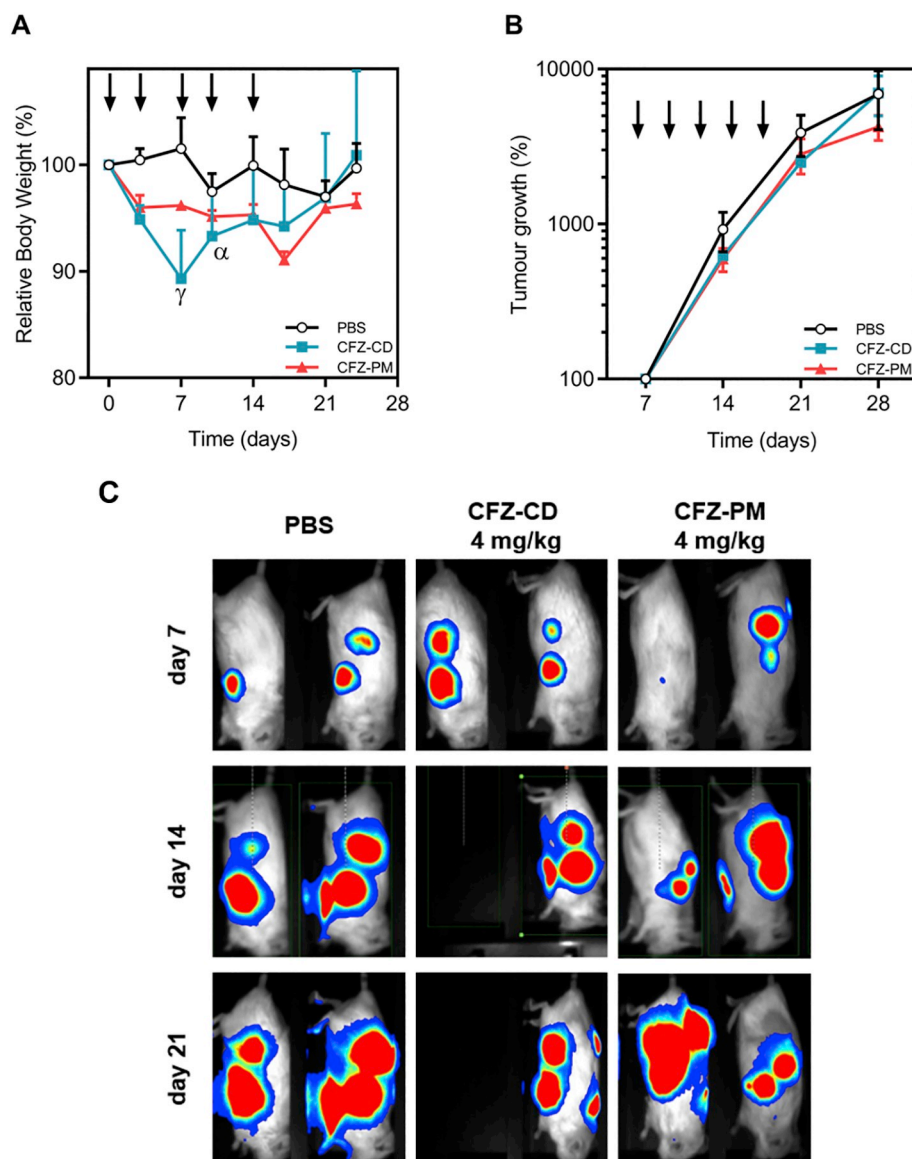 A
Relative Body Weight (%)
100
90
80
γ
α
PBS
CFZ-CD
CFZ-PM
0 7 14 21 28
Time (days)
B
Tumour growth (%)
10000
1000
100
PBS
CFZ-CD
CFZ-PM
7 14 21 28
Time (days)
C
PBS CFZ-CD CFZ-PM
4 mg/kg 4 mg/kg
day 7
day 14
day 21